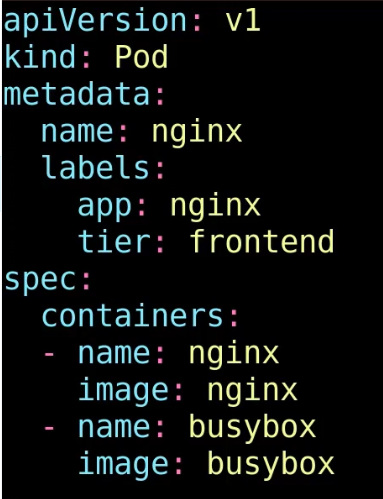 apiVersion: v1
kind: Pod
metadata:
  name: nginx
  labels:
    app: nginx
    tier: frontend
spec:
  containers:
  - name: nginx
    image: nginx
  - name: busybox
    image: busybox